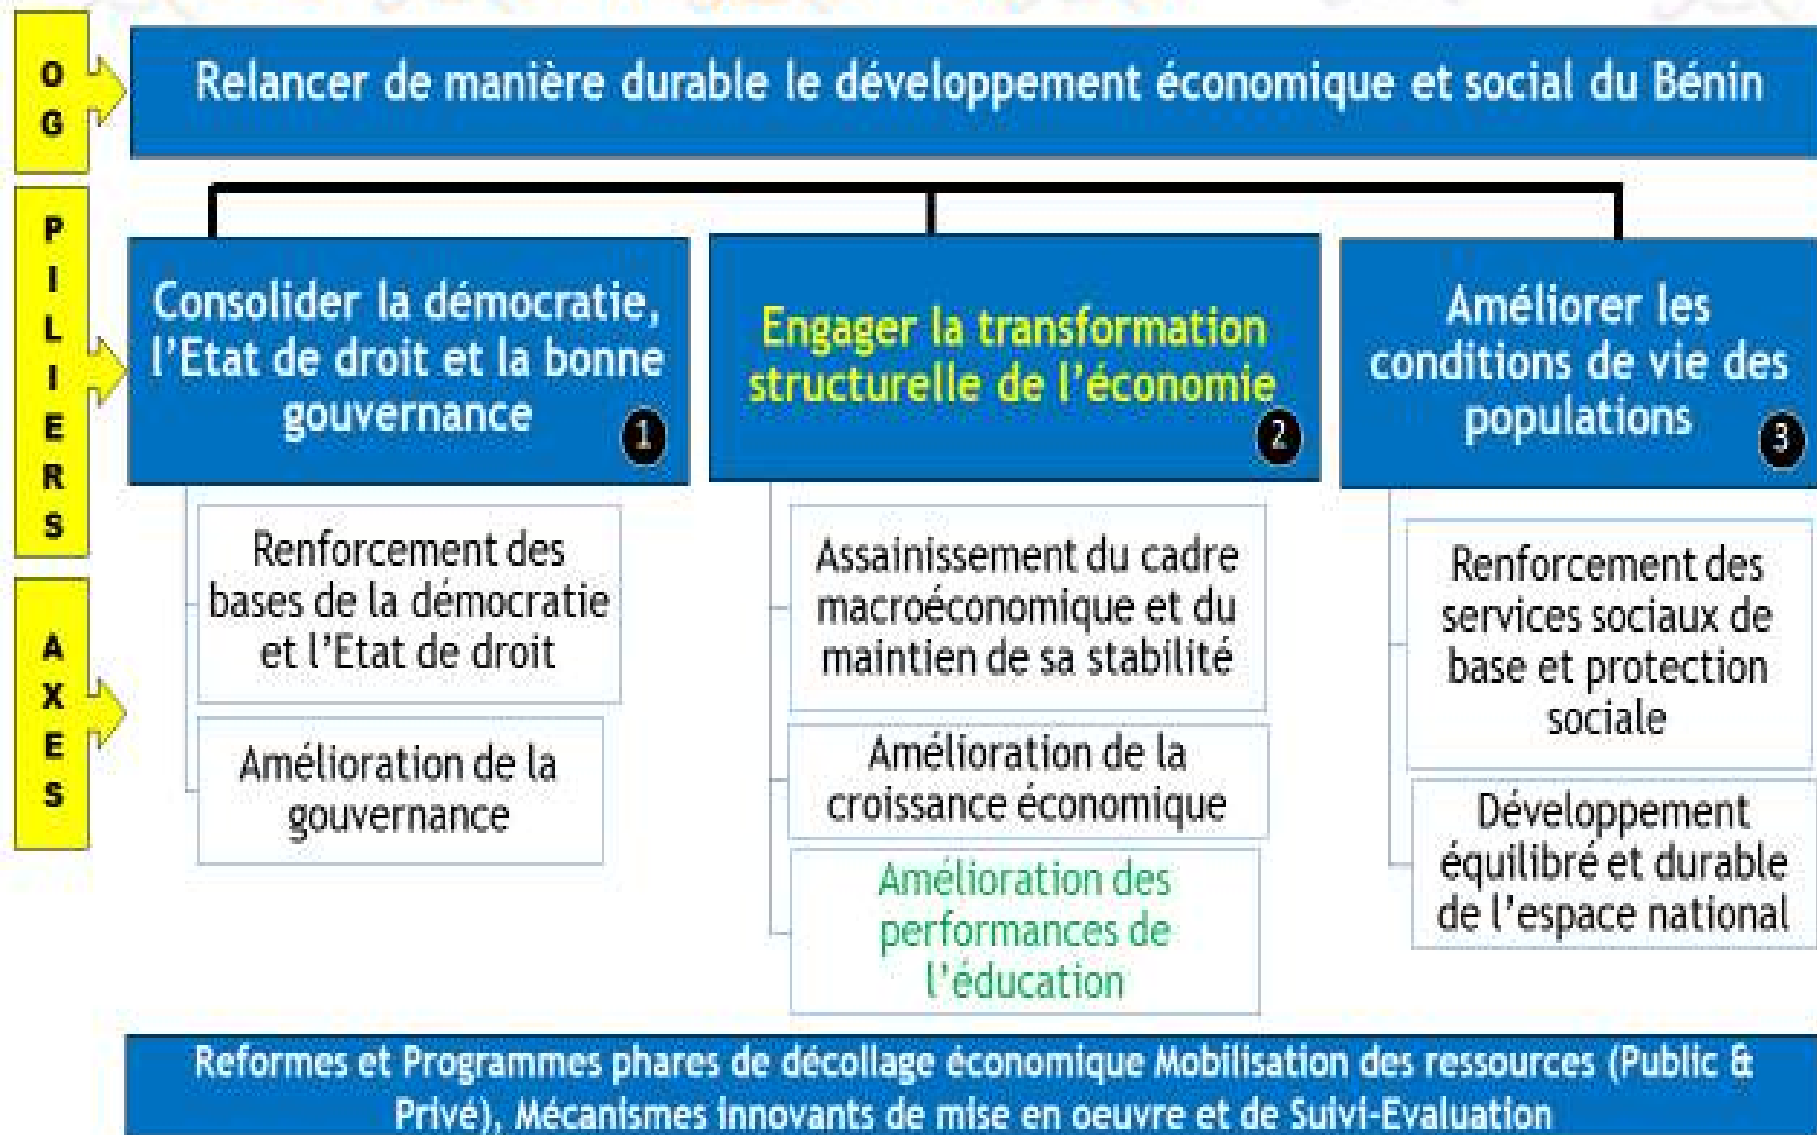 OG
Relancer de manière durable le développement économique et social du Bénin
PILIERS
Consolider la démocratie,
l'Etat de droit et la bonne
gouvernance
1
Engager la transformation
structurelle de l'économie
2
Améliorer les
conditions de vie des
populations
3
AXES
Renforcement des
bases de la démocratie
et l'Etat de droit
Amélioration de la
gouvernance
Assainissement du cadre
macroéconomique et du
maintien de sa stabilité
Amélioration de la
croissance économique
Amélioration des
performances de
l'éducation
Renforcement des
services sociaux de
base et protection
sociale
Développement
équilibré et durable
de l'espace national
Reformes et Programmes phares de décollage économique Mobilisation des ressources (Public &
Privé), Mécanismes innovants de mise en oeuvre et de Suivi-Evaluation